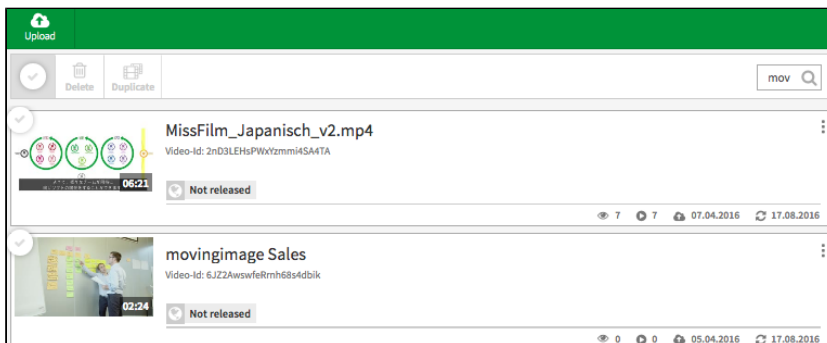 Upload
Delete
Duplicate
mov
MissFilm_Japanisch_v2.mp4
Video-Id: 2nD3LEHsPWxYzmmi4SA4TA
06:21
Not released
7 7 07.04.2016 17.08.2016
movingimage Sales
Video-Id: 6JZ2AwswfeRrnh68s4dbik
02:24
Not released
0 0 05.04.2016 17.08.2016